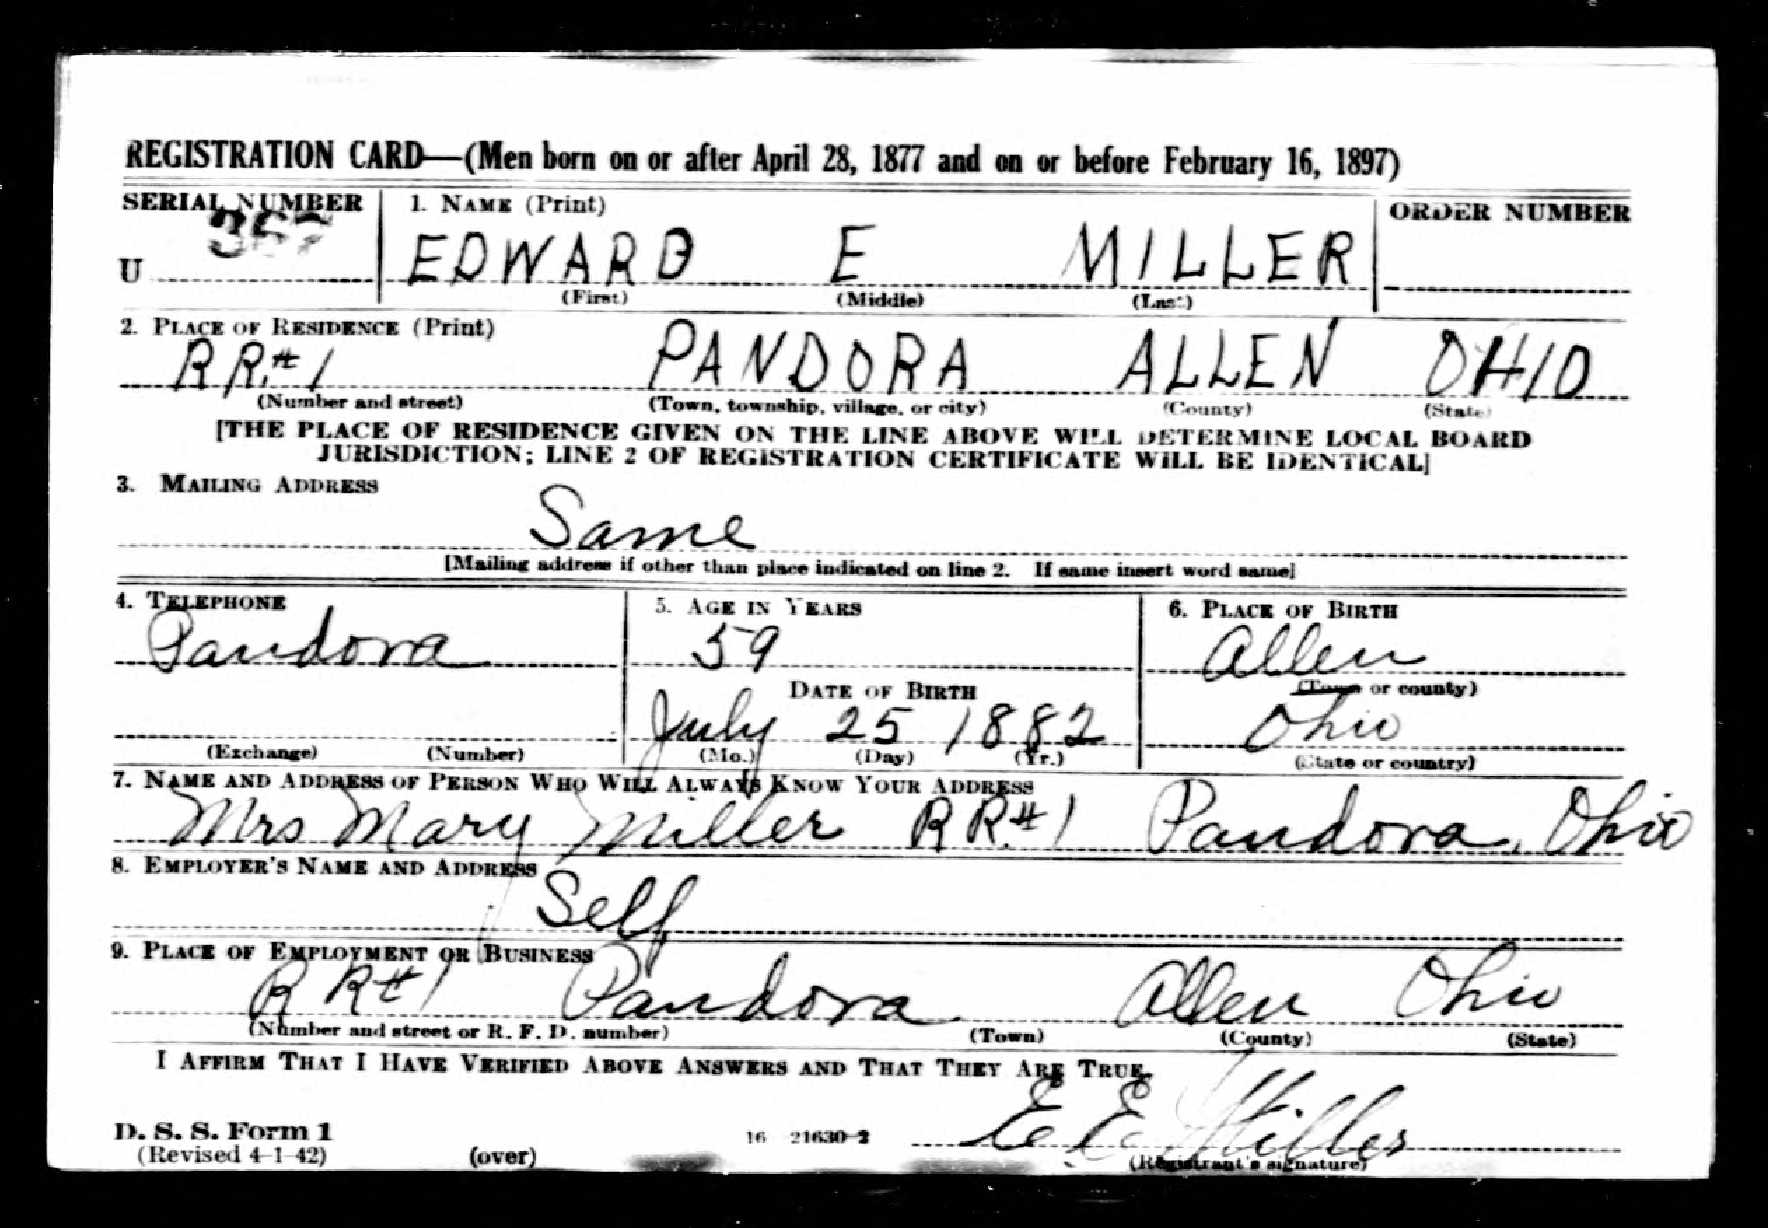 REGISTRATION CARD—(Men born on or after April 28, 1877 and on or before February 16, 1897)
SERIAL NUMBER 1. NAME (Print) ORDER NUMBER
U 357 EDWARD E MILLER
(First) (Middle) (Last)
2. PLACE OF RESIDENCE (Print)
RR.#1 PANDORA ALLEN OHIO
(Number and street) (Town, township, village, or city) (County) (State)
[THE PLACE OF RESIDENCE GIVEN ON THE LINE ABOVE WILL DETERMINE LOCAL BOARD
JURISDICTION; LINE 2 OF REGISTRATION CERTIFICATE WILL BE IDENTICAL]
3. MAILING ADDRESS
Same
[Mailing address if other than place indicated on line 2. If same insert word same]
4. TELEPHONE 5. AGE IN YEARS 6. PLACE OF BIRTH
Pandora 59 Allen
DATE OF BIRTH (Town or county)
July 25 1882 Ohio
(Exchange) (Number) (Mo.) (Day) (Yr.) (State or country)
7. NAME AND ADDRESS OF PERSON WHO WILL ALWAYS KNOW YOUR ADDRESS
Mrs Mary Miller RR.#1 Pandora, Ohio
8. EMPLOYER'S NAME AND ADDRESS
Self
9. PLACE OF EMPLOYMENT OR BUSINESS
RR#1 Pandora Allen Ohio
(Number and street or R. F. D. number) (Town) (County) (State)
I AFFIRM THAT I HAVE VERIFIED ABOVE ANSWERS AND THAT THEY ARE TRUE.
E E Miller
D. S. S. Form 1
(Revised 4-1-42) (over) 16 21630-2 (Registrant's signature)